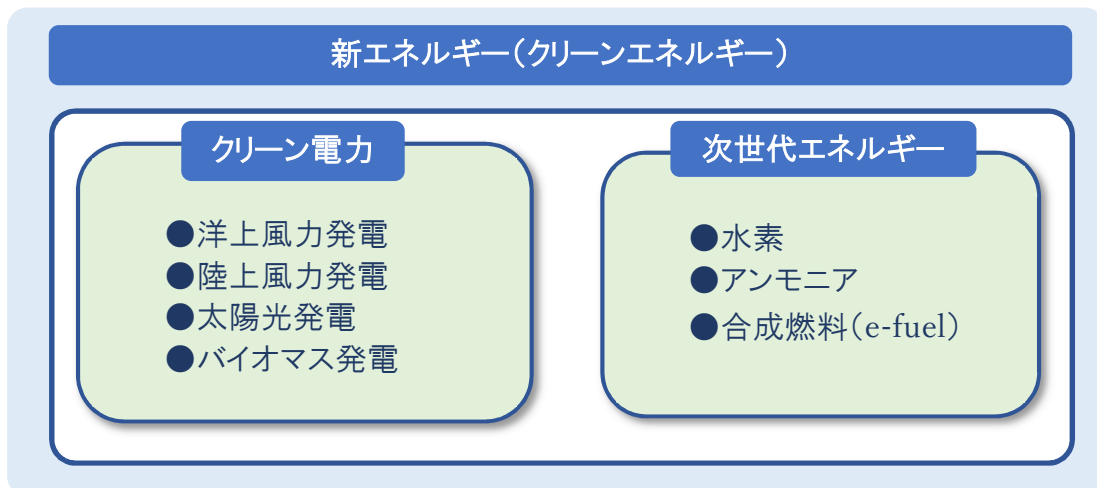 新エネルギー（クリーンエネルギー）
クリーン電力
●洋上風力発電
●陸上風力発電
●太陽光発電
●バイオマス発電
次世代エネルギー
●水素
●アンモニア
●合成燃料（e-fuel）